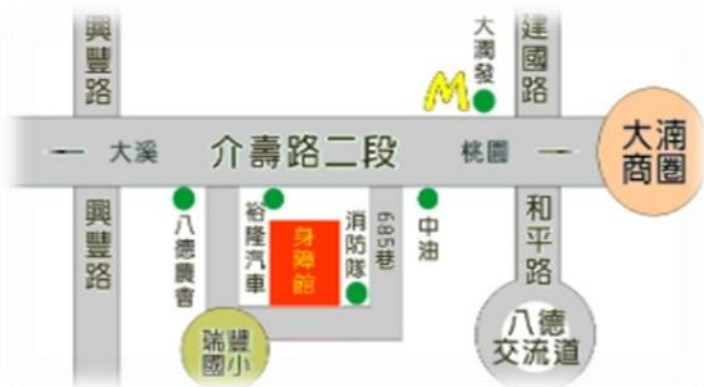 興豐路
大潤發
建國路
M
← 大溪
介壽路二段
桃園 →
大湳
商圈
興豐路
八德農會
裕隆汽車
身障館
消防隊
685巷
中油
和平路
瑞豐
國小
八德
交流道